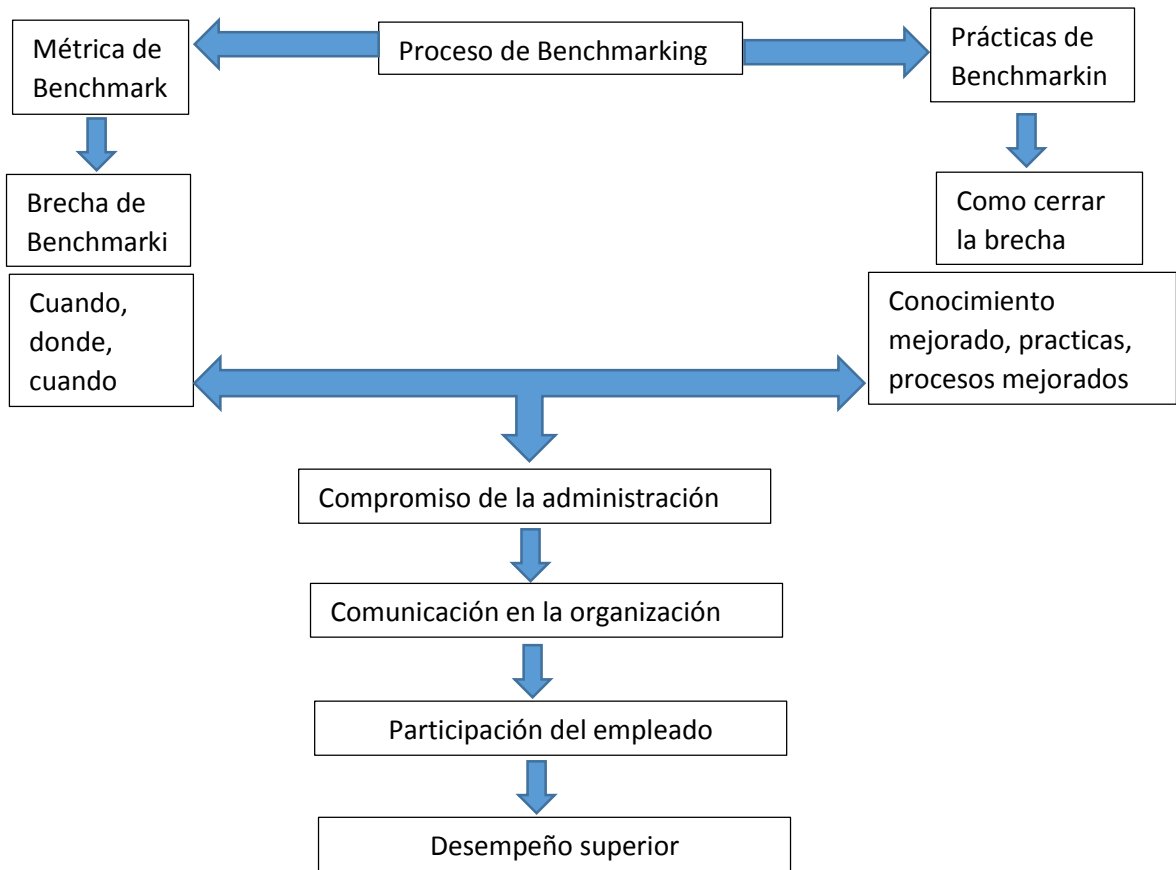 Métrica de
Benchmark
Proceso de Benchmarking
Prácticas de
Benchmarkin
Brecha de
Benchmarki
Como cerrar
la brecha
Cuando,
donde,
cuando
Conocimiento
mejorado, practicas,
procesos mejorados
Compromiso de la administración
Comunicación en la organización
Participación del empleado
Desempeño superior